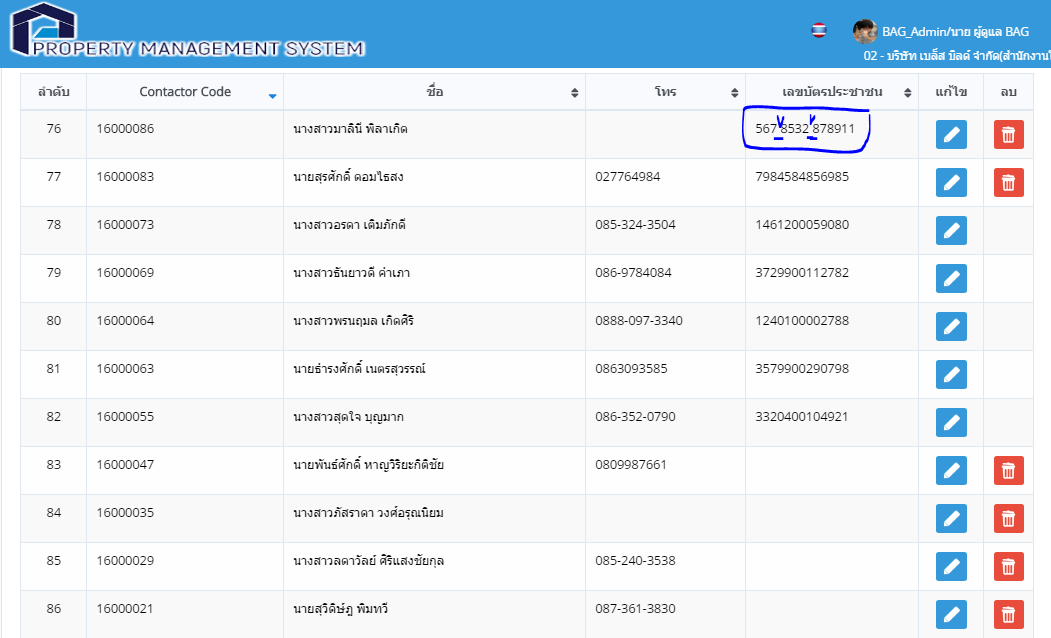 PROPERTY MANAGEMENT SYSTEM
BAG_Admin/นาย ผู้ดูแล BAG
02 - บริษัท เบล็ส บิลด์ จำกัด(สำนักงานใ
ลำดับ Contactor Code ชื่อ โทร เลขบัตรประชาชน แก้ไข ลบ
76 16000086 นางสาวมาลินี พิลาเกิด 567 8532 878911
77 16000083 นายสุรศักดิ์ ดอมไธสง 027764984 7984584856985
78 16000073 นางสาวอรดา เติมภักดี 085-324-3504 1461200059080
79 16000069 นางสาวธันยาวดี คำเภา 086-9784084 3729900112782
80 16000064 นางสาวพรนฤมล เกิดศิริ 0888-097-3340 1240100002788
81 16000063 นายธำรงศักดิ์ เนตรสุวรรณ์ 0863093585 3579900290798
82 16000055 นางสาวสุดใจ บุญมาก 086-352-0790 3320400104921
83 16000047 นายพันธ์ศักดิ์ หาญวิริยะกิติชัย 0809987661
84 16000035 นางสาวภัสราดา วงศ์อรุณนิยม
85 16000029 นางสาวลดาวัลย์ ศิริแสงชัยกุล 085-240-3538
86 16000021 นายสุวิดิษ์ฎ พิมทวี 087-361-3830